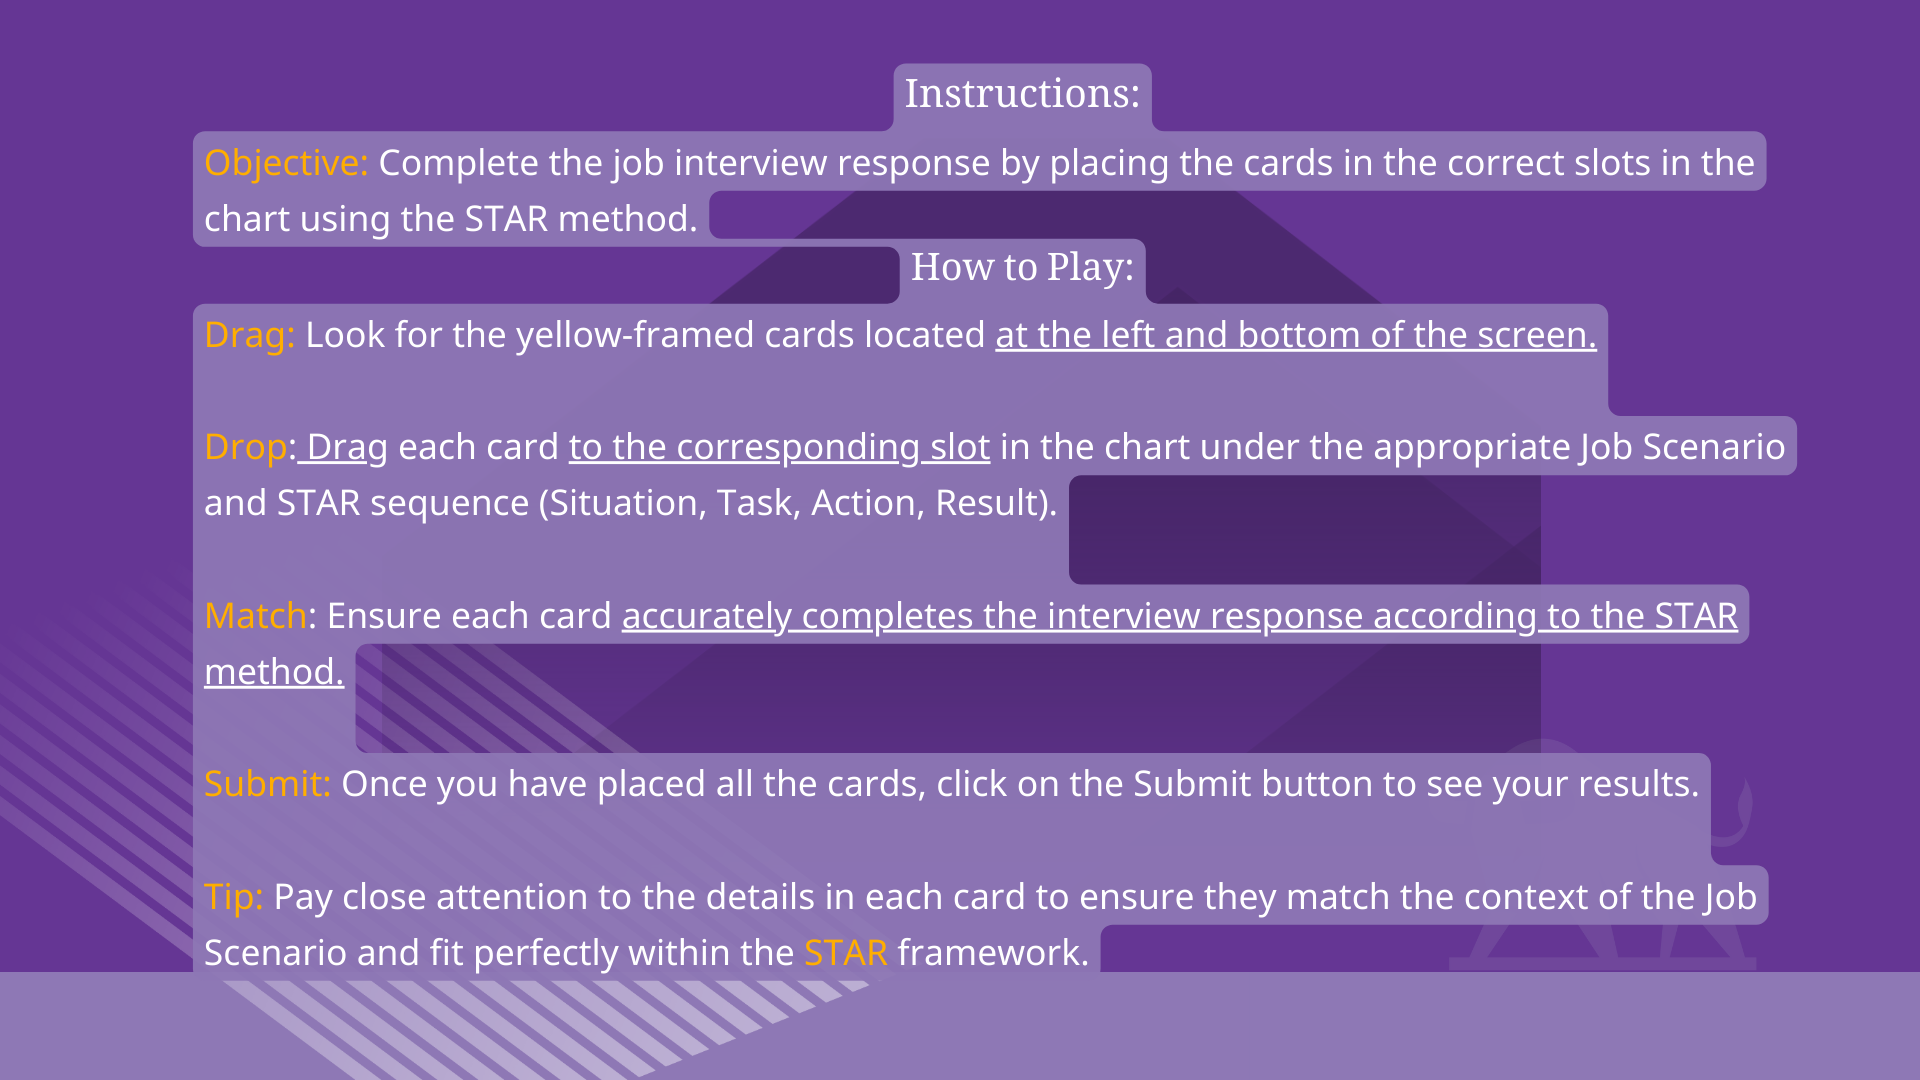 Instructions:
Objective: Complete the job interview response by placing the cards in the correct slots in the
chart using the STAR method.
How to Play:
Drag: Look for the yellow-framed cards located at the left and bottom of the screen.
Drop: Drag each card to the corresponding slot in the chart under the appropriate Job Scenario
and STAR sequence (Situation, Task, Action, Result).
Match: Ensure each card accurately completes the interview response according to the STAR
method.
Submit: Once you have placed all the cards, click on the Submit button to see your results.
Tip: Pay close attention to the details in each card to ensure they match the context of the Job
Scenario and fit perfectly within the STAR framework.